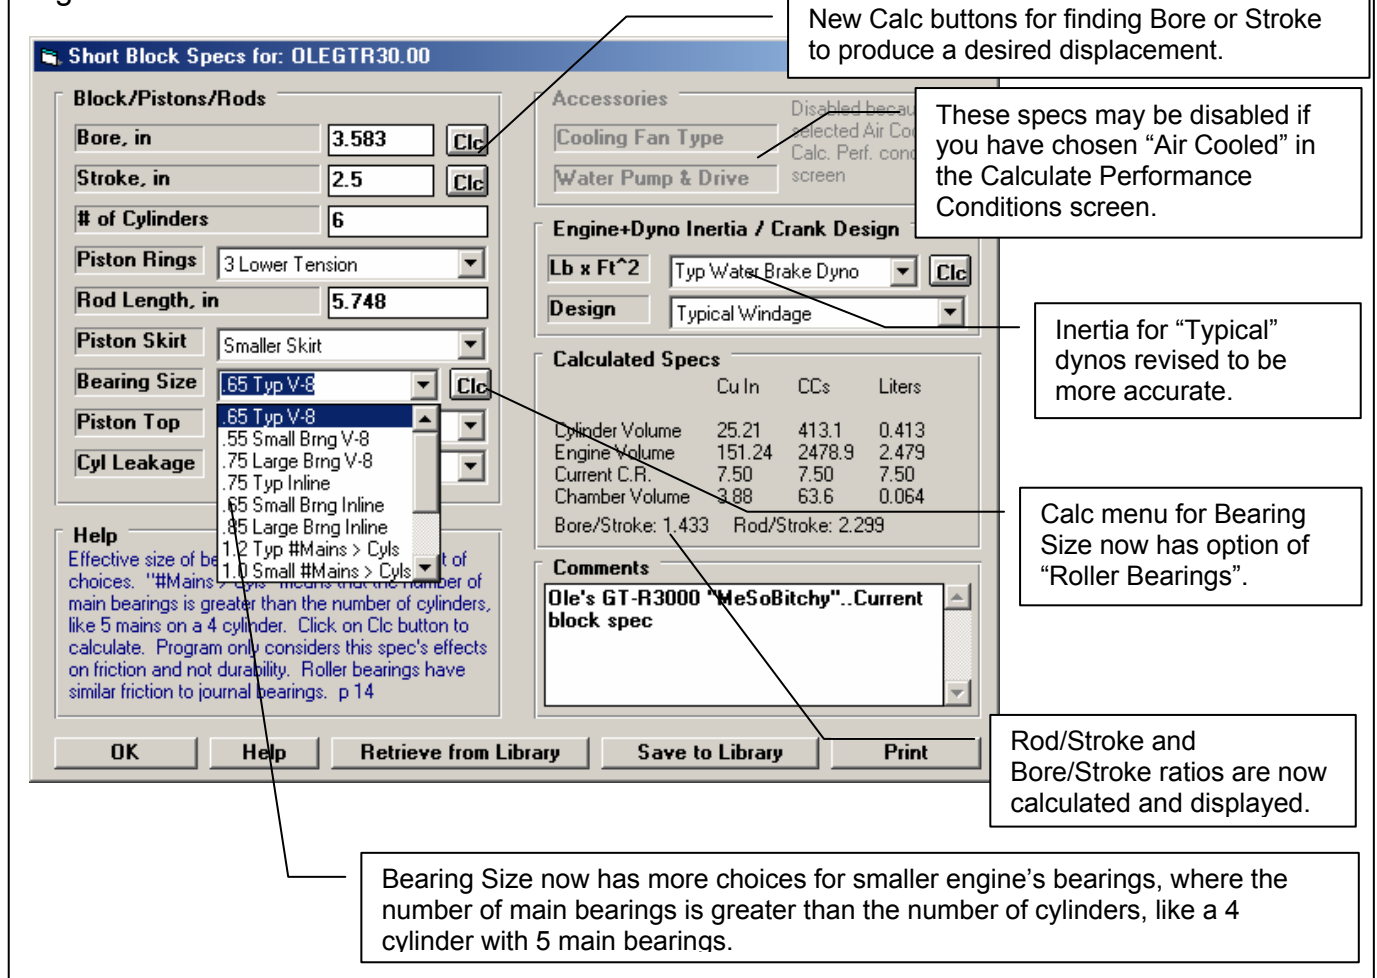 New Calc buttons for finding Bore or Stroke
to produce a desired displacement.
Short Block Specs for: OLEGTR30.00
Block/Pistons/Rods
Bore, in 3.583 Clc
Stroke, in 2.5 Clc
# of Cylinders 6
Piston Rings 3 Lower Tension
Rod Length, in 5.748
Piston Skirt Smaller Skirt
Bearing Size .65 Typ V-8 Clc
.65 Typ V-8
.55 Small Brng V-8
.75 Large Brng V-8
.75 Typ Inline
.65 Small Brng Inline
.85 Large Brng Inline
1.2 Typ #Mains > Cyls
1.0 Small #Mains > Cyls
Piston Top
Cyl Leakage
Accessories
Cooling Fan Type
Water Pump & Drive
Disabled
selected Air
Calc. Perf.
screen
These specs may be disabled if
you have chosen “Air Cooled” in
the Calculate Performance
Conditions screen.
Engine+Dyno Inertia / Crank Design
Lb x Ft^2 Typ Water Brake Dyno Clc
Design Typical Windage
Inertia for “Typical”
dynos revised to be
more accurate.
Calculated Specs
Cu In CCs Liters
Cylinder Volume 25.21 413.1 0.413
Engine Volume 151.24 2478.9 2.479
Current C.R. 7.50 7.50 7.50
Chamber Volume 3.88 63.6 0.064
Bore/Stroke: 1.433 Rod/Stroke: 2.299
Calc menu for Bearing
Size now has option of
“Roller Bearings”.
Help
Effective size of of
choices. "#Mains > Cyls" means that the number of
main bearings is greater than the number of cylinders,
like 5 mains on a 4 cylinder. Click on Clc button to
calculate. Program only considers this spec's effects
on friction and not durability. Roller bearings have
similar friction to journal bearings. p 14
Comments
Ole's GT-R3000 "MeSoBitchy"..Current
block spec
OK Help Retrieve from Library Save to Library Print
Rod/Stroke and
Bore/Stroke ratios are now
calculated and displayed.
Bearing Size now has more choices for smaller engine’s bearings, where the
number of main bearings is greater than the number of cylinders, like a 4
cylinder with 5 main bearings.